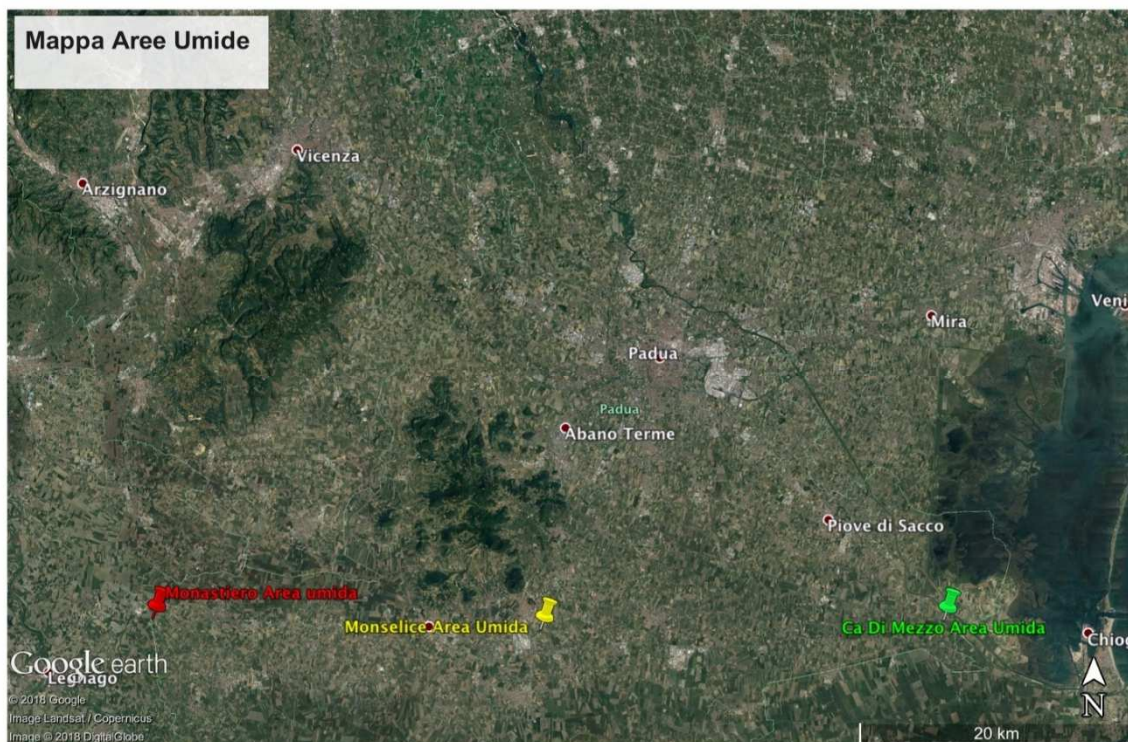 Mappa Aree Umide
Vicenza
Arzignano
Veni
Mira
Padua
Padua
Abano Terme
Piove di Sacco
Monastiero Area umida
Monselice Area Umida
Ca Di Mezzo Area Umida
Chiog
Google earth
Legnago
© 2018 Google
Image Landsat / Copernicus
Image © 2018 DigitalGlobe
N
20 km